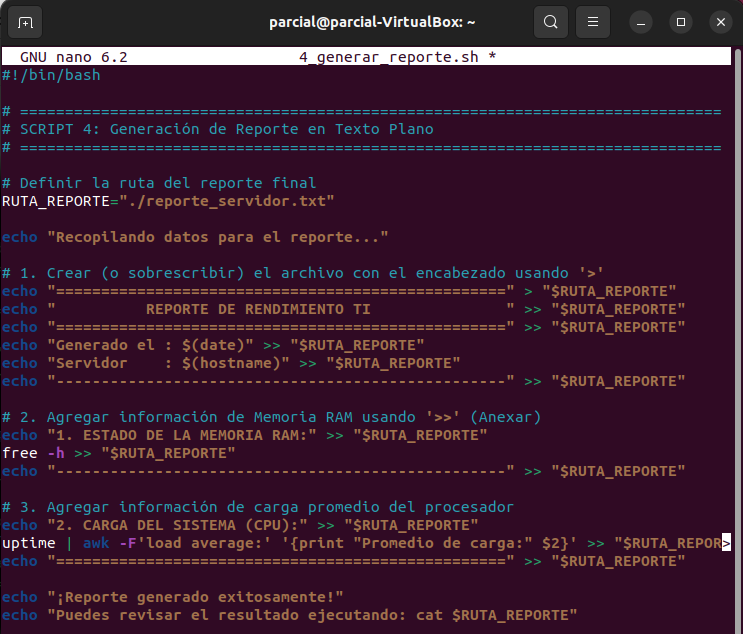 parcial@parcial-VirtualBox: ~
GNU nano 6.2 4_generar_reporte.sh *
#!/bin/bash
# ==============================================================================
# SCRIPT 4: Generación de Reporte en Texto Plano
# ==============================================================================
# Definir la ruta del reporte final
RUTA_REPORTE="./reporte_servidor.txt"
echo "Recopilando datos para el reporte..."
# 1. Crear (o sobrescribir) el archivo con el encabezado usando '>'
echo "==================================================" > "$RUTA_REPORTE"
echo "          REPORTE DE RENDIMIENTO TI               " >> "$RUTA_REPORTE"
echo "==================================================" >> "$RUTA_REPORTE"
echo "Generado el : $(date)" >> "$RUTA_REPORTE"
echo "Servidor    : $(hostname)" >> "$RUTA_REPORTE"
echo "--------------------------------------------------" >> "$RUTA_REPORTE"
# 2. Agregar información de Memoria RAM usando '>>' (Anexar)
echo "1. ESTADO DE LA MEMORIA RAM:" >> "$RUTA_REPORTE"
free -h >> "$RUTA_REPORTE"
echo "--------------------------------------------------" >> "$RUTA_REPORTE"
# 3. Agregar información de carga promedio del procesador
echo "2. CARGA DEL SISTEMA (CPU):" >> "$RUTA_REPORTE"
uptime | awk -F'load average:' '{print "Promedio de carga:" $2}' >> "$RUTA_REPOR>
echo "==================================================" >> "$RUTA_REPORTE"
echo "¡Reporte generado exitosamente!"
echo "Puedes revisar el resultado ejecutando: cat $RUTA_REPORTE"